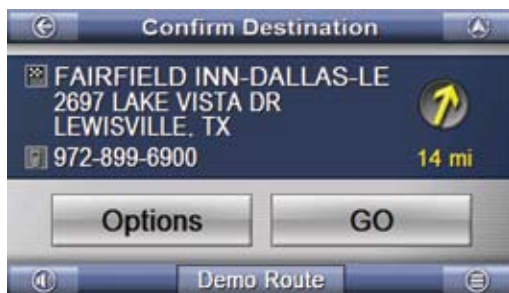 Confirm Destination
FAIRFIELD INN-DALLAS-LE
2697 LAKE VISTA DR
LEWISVILLE, TX
972-899-6900
14 mi
Options
GO
Demo Route